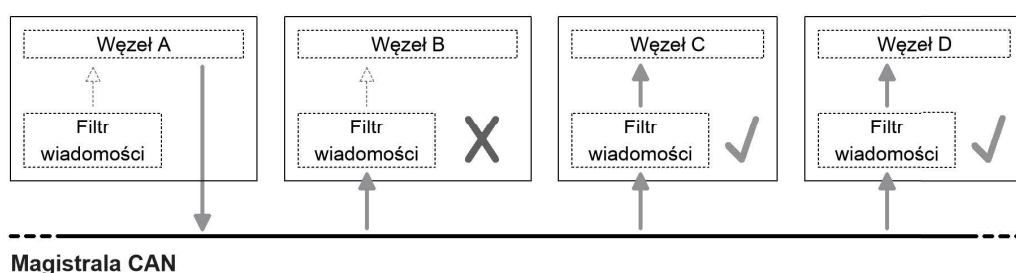 Węzeł A
Węzeł B
Węzeł C
Węzeł D
Filtr
wiadomości
Filtr
wiadomości
Filtr
wiadomości
Filtr
wiadomości
Magistrala CAN